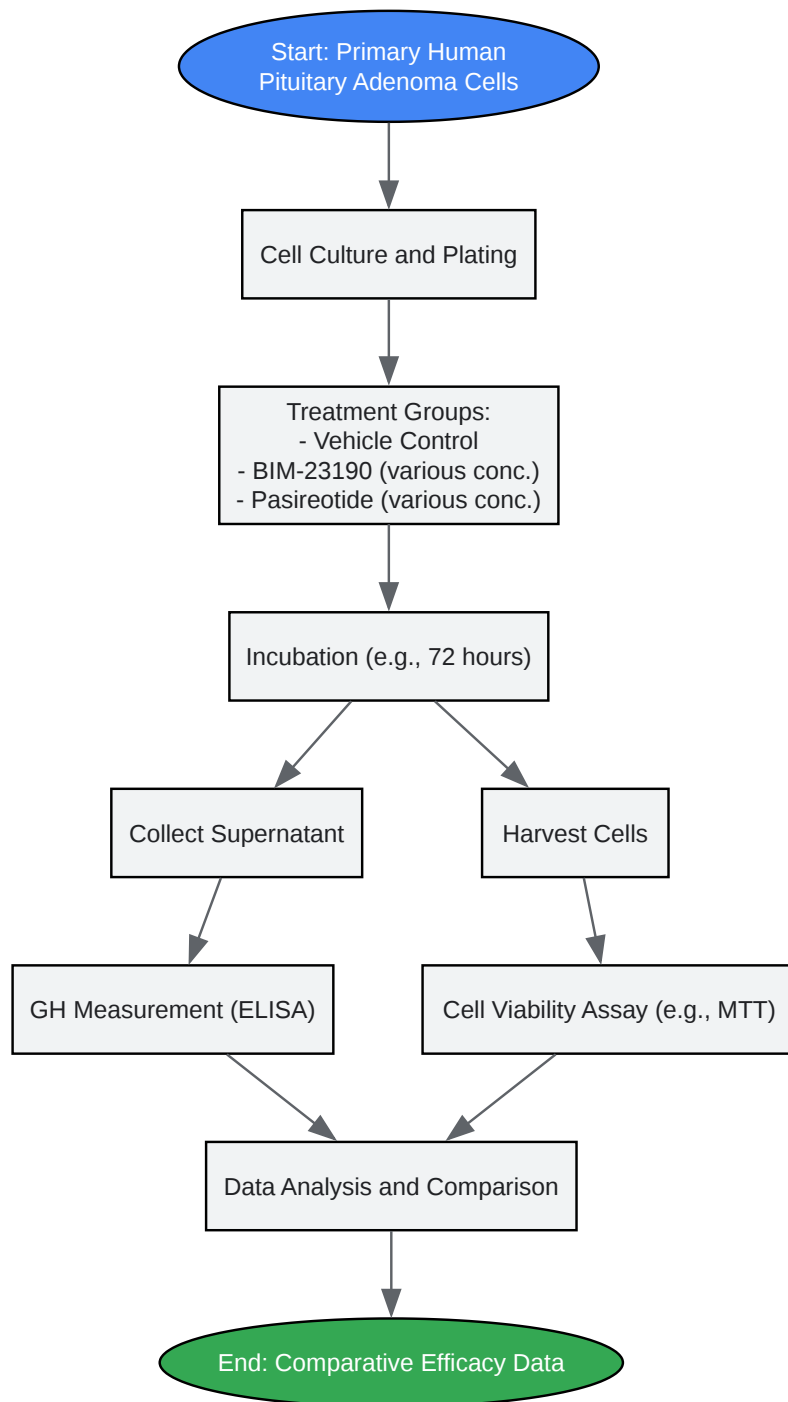 Start: Primary Human
Pituitary Adenoma Cells
Cell Culture and Plating
Treatment Groups:
- Vehicle Control
- BIM-23190 (various conc.)
- Pasireotide (various conc.)
Incubation (e.g., 72 hours)
Collect Supernatant
Harvest Cells
GH Measurement (ELISA)
Cell Viability Assay (e.g., MTT)
Data Analysis and Comparison
End: Comparative Efficacy Data